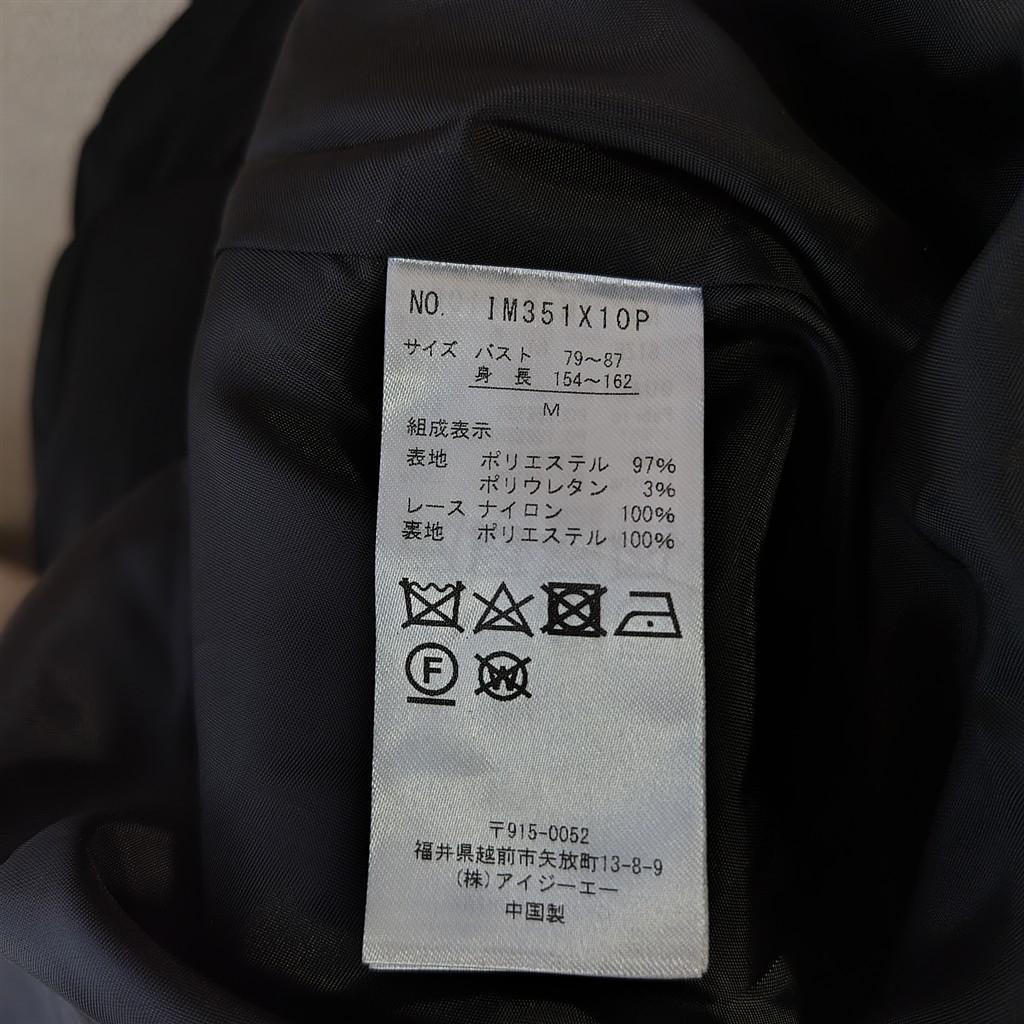 NO. IM351X10P
サイズ バスト 79～87
身 長 154～162
M
組成表示
表地 ポリエステル 97%
ポリウレタン 3%
レース ナイロン 100%
裏地 ポリエステル 100%
F W
〒915-0052
福井県越前市矢放町13-8-9
(株)アイジーエー
中国製